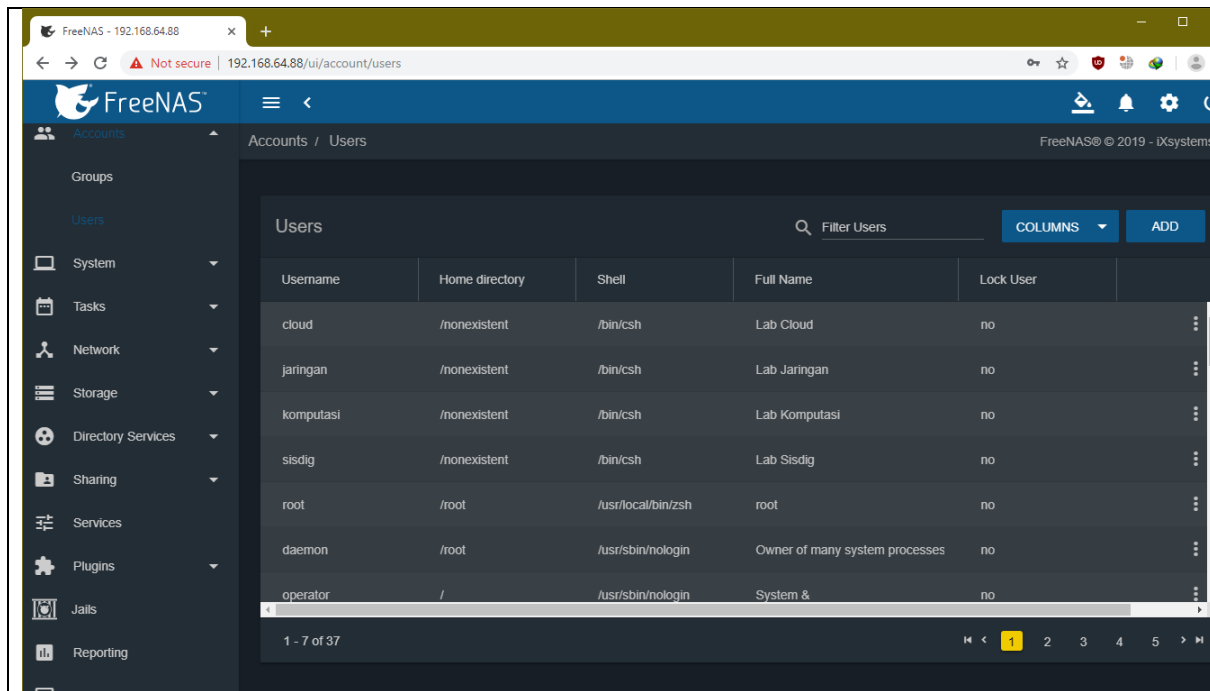 FreeNAS - 192.168.64.88
Not secure | 192.168.64.88/ui/account/users
FreeNAS™
Accounts
Groups
Users
System
Tasks
Network
Storage
Directory Services
Sharing
Services
Plugins
Jails
Reporting
Accounts / Users
FreeNAS® © 2019 - iXsystems
Users
Filter Users
COLUMNS
ADD
Username Home directory Shell Full Name Lock User
cloud /nonexistent /bin/csh Lab Cloud no
jaringan /nonexistent /bin/csh Lab Jaringan no
komputasi /nonexistent /bin/csh Lab Komputasi no
sisdig /nonexistent /bin/csh Lab Sisdig no
root /root /usr/local/bin/zsh root no
daemon /root /usr/sbin/nologin Owner of many system processes no
operator / /usr/sbin/nologin System & no
1 - 7 of 37
1 2 3 4 5